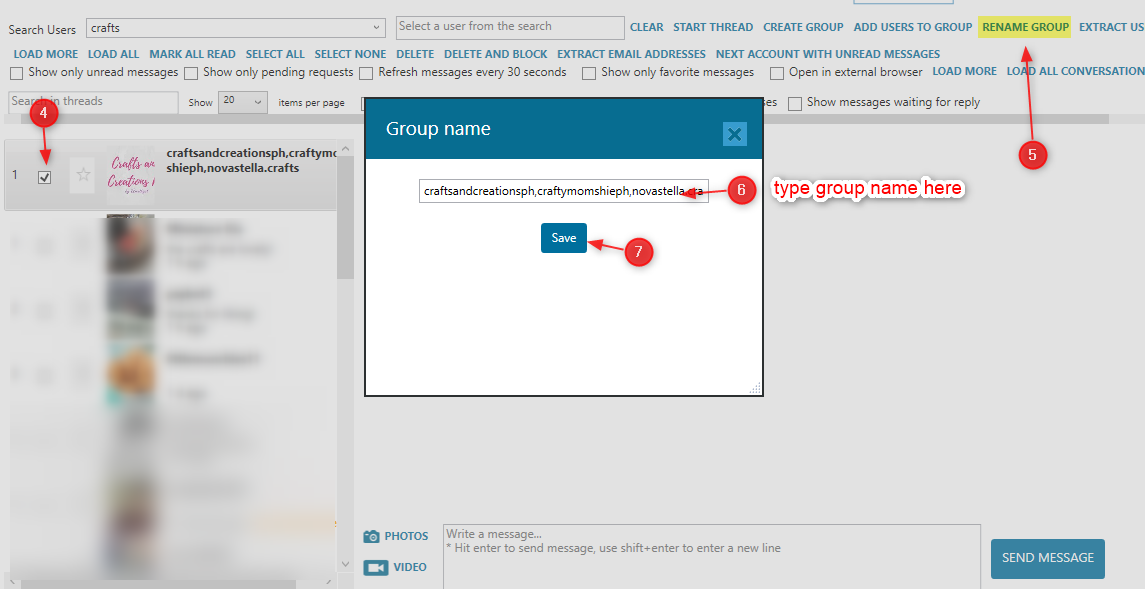 Search Users crafts Select a user from the search CLEAR START THREAD CREATE GROUP ADD USERS TO GROUP RENAME GROUP EXTRACT US
LOAD MORE LOAD ALL MARK ALL READ SELECT ALL SELECT NONE DELETE DELETE AND BLOCK EXTRACT EMAIL ADDRESSES NEXT ACCOUNT WITH UNREAD MESSAGES
Show only unread messages Show only pending requests Refresh messages every 30 seconds Show only favorite messages Open in external browser LOAD MORE LOAD ALL CONVERSATION
Search in threads Show 20 items per page ses Show messages waiting for reply
4
5
Group name
1 craftsandcreationsph,craftymo
shieph,novastella.crafts
Crafts an
Creations
craftsandcreationsph,craftymomshieph,novastella.cra 6 type group name here
Save
7
PHOTOS Write a message...
* Hit enter to send message, use shift+enter to enter a new line
VIDEO
SEND MESSAGE